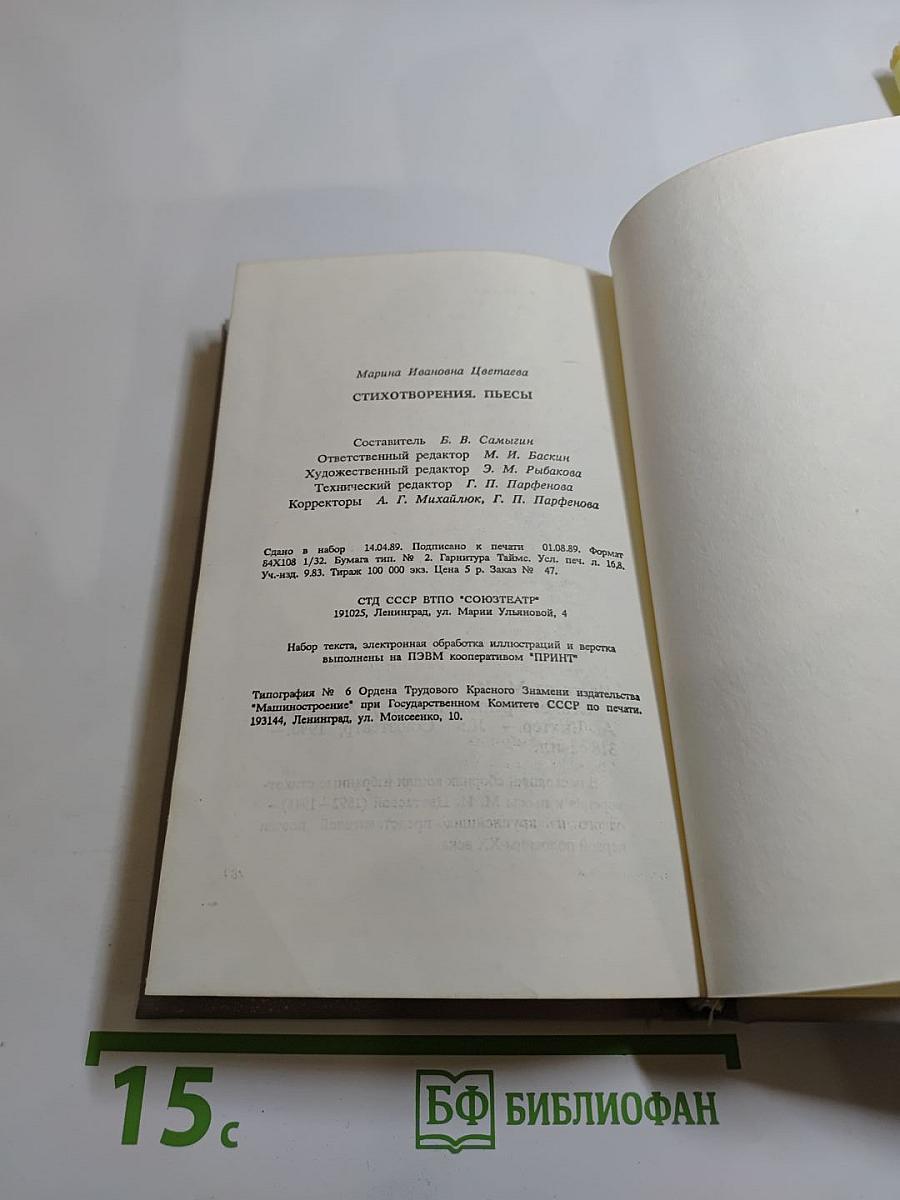 Марина Ивановна Цветаева
СТИХОТВОРЕНИЯ. ПЬЕСЫ
Составитель Б. В. Самыгин
Ответственный редактор М. И. Баскин
Художественный редактор Э. М. Рыбакова
Технический редактор Г. П. Парфенова
Корректоры А. Г. Михайлюк, Г. П. Парфенова
Сдано в набор 14.04.89. Подписано к печати 01.08.89. Формат
84Х108 1/32. Бумага тип. № 2. Гарнитура Таймс. Усл. печ. л. 16,8.
Уч.-изд. 9.83. Тираж 100 000 экз. Цена 5 р. Заказ № 47.
СТД СССР ВТПО "СОЮЗТЕАТР"
191025, Ленинград, ул. Марии Ульяновой, 4
Набор текста, электронная обработка иллюстраций и верстка
выполнены на ПЭВМ кооперативом "ПРИНТ"
Типография № 6 Ордена Трудового Красного Знамени издательства
"Машиностроение" при Государственном Комитете СССР по печати.
193144, Ленинград, ул. Моисеенко, 10.
15 с
БФ БИБЛИОФАН